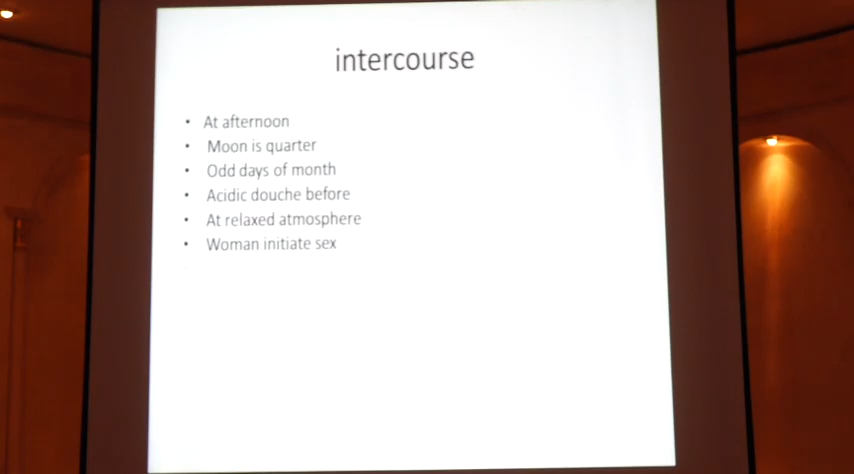 intercourse
• At afternoon
• Moon is quarter
• Odd days of month
• Acidic douche before
• At relaxed atmosphere
• Woman initiate sex